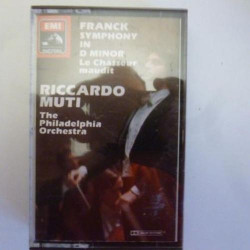 EMI
FRANCK
SYMPHONY
IN
D MINOR
Le Chasseur
maudit
RICCARDO
MUTI
The
Philadelphia
Orchestra